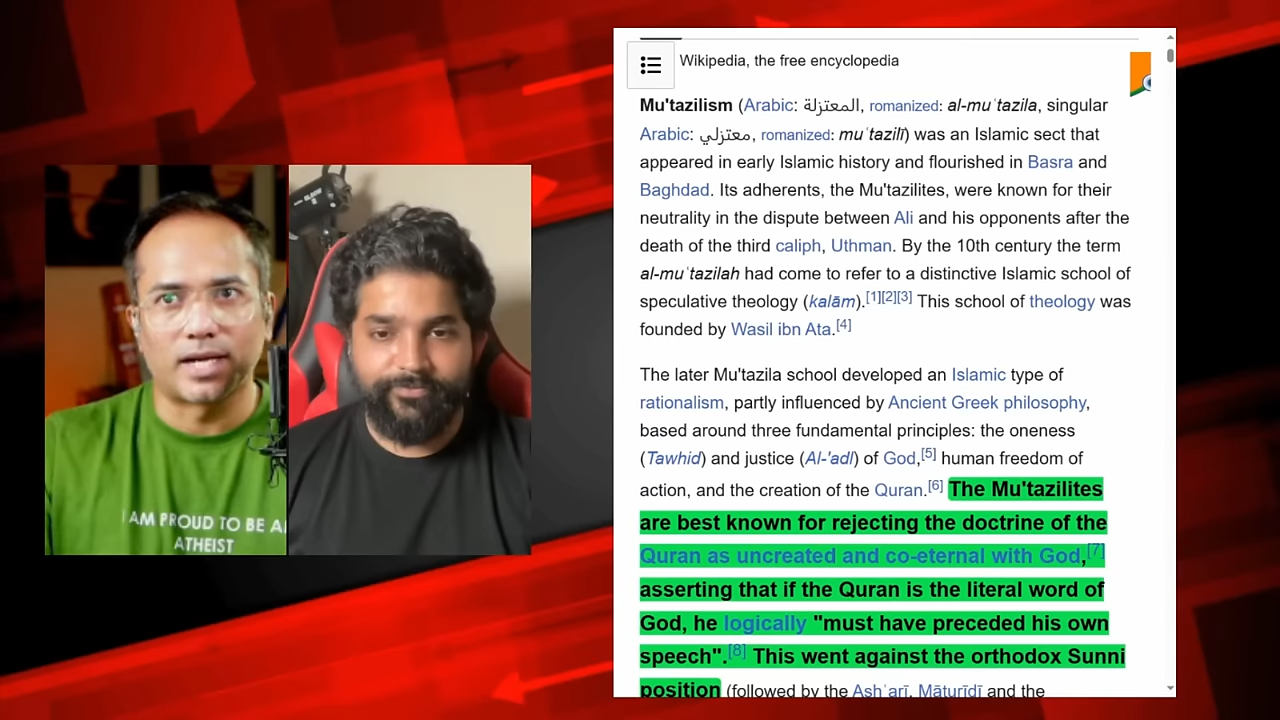 I AM PROUD TO BE A
ATHEIST
Wikipedia, the free encyclopedia
Mu'tazilism (Arabic: المعتزلة, romanized: al-muʿtazila, singular
Arabic: معتزلي, romanized: muʿtazilī) was an Islamic sect that
appeared in early Islamic history and flourished in Basra and
Baghdad. Its adherents, the Mu'tazilites, were known for their
neutrality in the dispute between Ali and his opponents after the
death of the third caliph, Uthman. By the 10th century the term
al-muʿtazilah had come to refer to a distinctive Islamic school of
speculative theology (kalām).[1][2][3] This school of theology was
founded by Wasil ibn Ata.[4]
The later Mu'tazila school developed an Islamic type of
rationalism, partly influenced by Ancient Greek philosophy,
based around three fundamental principles: the oneness
(Tawhid) and justice (Al-'adl) of God,[5] human freedom of
action, and the creation of the Quran.[6] The Mu'tazilites
are best known for rejecting the doctrine of the
Quran as uncreated and co-eternal with God,[7]
asserting that if the Quran is the literal word of
God, he logically "must have preceded his own
speech".[8] This went against the orthodox Sunni
position (followed by the Ashʿarī, Māturīdī and the